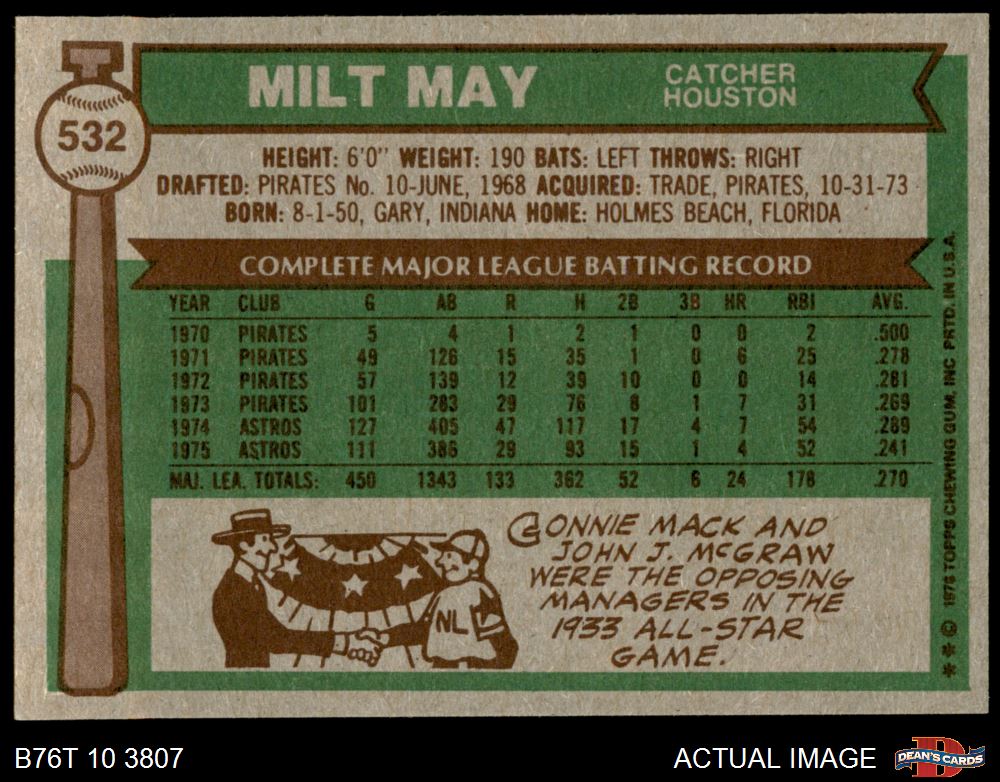 MILT MAY
CATCHER
HOUSTON
532
HEIGHT: 6'0" WEIGHT: 190 BATS: LEFT THROWS: RIGHT
DRAFTED: PIRATES No. 10-JUNE, 1968 ACQUIRED: TRADE, PIRATES, 10-31-73
BORN: 8-1-50, GARY, INDIANA HOME: HOLMES BEACH, FLORIDA
COMPLETE MAJOR LEAGUE BATTING RECORD
YEAR CLUB G AB R H 2B 3B HR RBI AVG.
1970 PIRATES 5 4 1 2 1 0 0 2 .500
1971 PIRATES 49 126 15 35 1 0 6 25 .278
1972 PIRATES 57 139 12 39 10 0 0 14 .281
1973 PIRATES 101 283 29 76 8 1 7 31 .269
1974 ASTROS 127 405 47 117 17 4 7 54 .289
1975 ASTROS 111 386 29 93 15 1 4 52 .241
MAJ. LEA. TOTALS: 450 1343 133 362 52 6 24 178 .270
NL
CONNIE MACK AND
JOHN J. McGRAW
WERE THE OPPOSING
MANAGERS IN THE
1933 ALL-STAR
GAME.
** © 1976 TOPPS CHEWING GUM, INC PRTD. IN U.S.A.
B76T 10 3807
ACTUAL IMAGE
D
DEAN'S CARDS